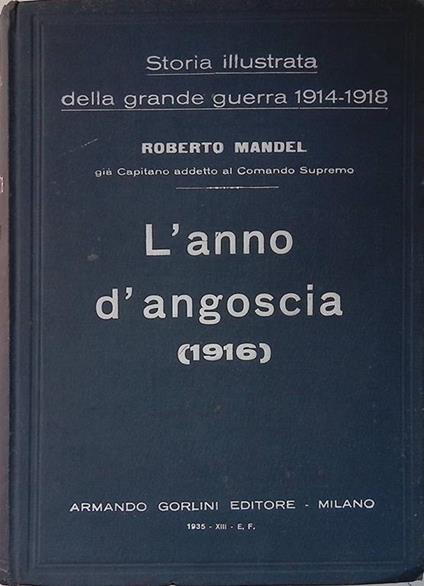 Storia illustrata
della grande guerra 1914-1918
ROBERTO MANDEL
già Capitano addetto al Comando Supremo
L'anno
d'angoscia
(1916)
ARMANDO GORLINI EDITORE - MILANO
1935 - XIII - E. F.